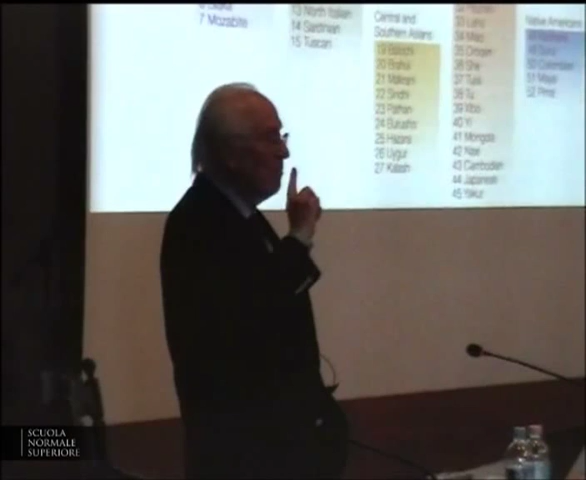 7 Mozabite
13 North Italian
14 Sardinian
15 Tuscan
Central and
Southern Asians
19 Balochi
20 Brahui
21 Makrani
22 Sindhi
23 Pathan
24 Burusho
25 Hazara
26 Uygur
27 Kalash
33 Lahu
34 Miao
35 Oroqen
36 She
37 Tujia
38 Tu
39 Xibo
40 Yi
41 Mongola
42 Naxi
43 Cambodian
44 Japanese
45 Yakut
Native Americans
50 Colombian
51 Maya
52 Pima
SCUOLA
NORMALE
SUPERIORE